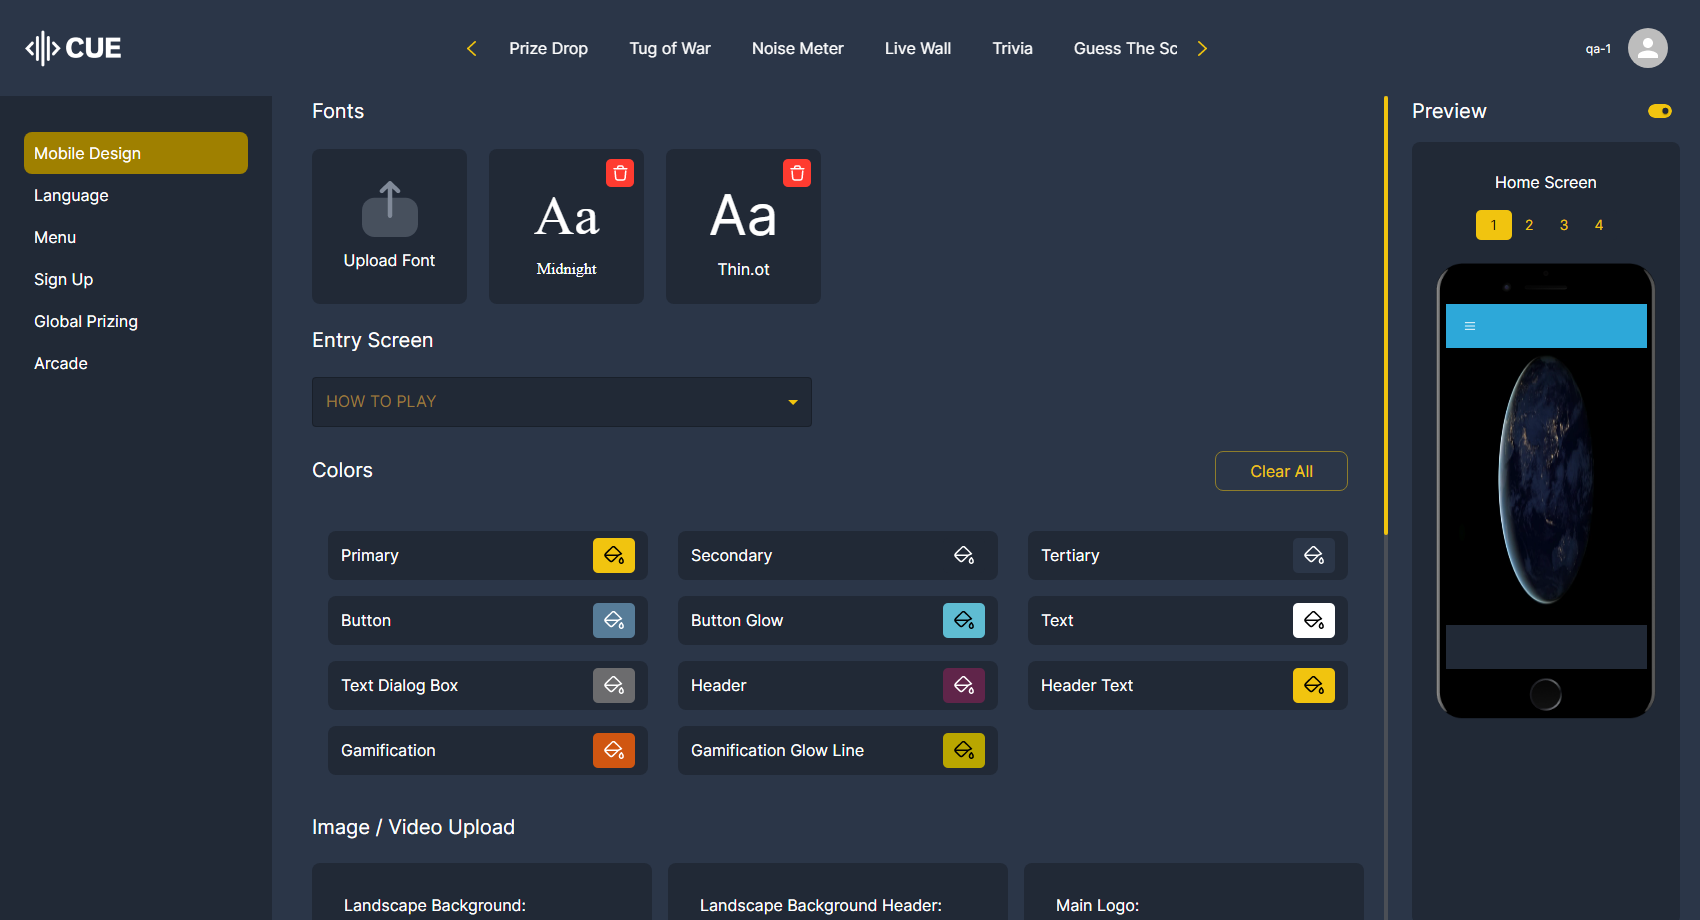 CUE
Prize Drop
Tug of War
Noise Meter
Live Wall
Trivia
Guess The Sc
qa-1
Mobile Design
Language
Menu
Sign Up
Global Prizing
Arcade
Fonts
Upload Font
Aa
Midnight
Aa
Thin.ot
Entry Screen
HOW TO PLAY
Colors
Clear All
Primary
Secondary
Tertiary
Button
Button Glow
Text
Text Dialog Box
Header
Header Text
Gamification
Gamification Glow Line
Image / Video Upload
Landscape Background:
Landscape Background Header:
Main Logo:
Preview
Home Screen
1 2 3 4